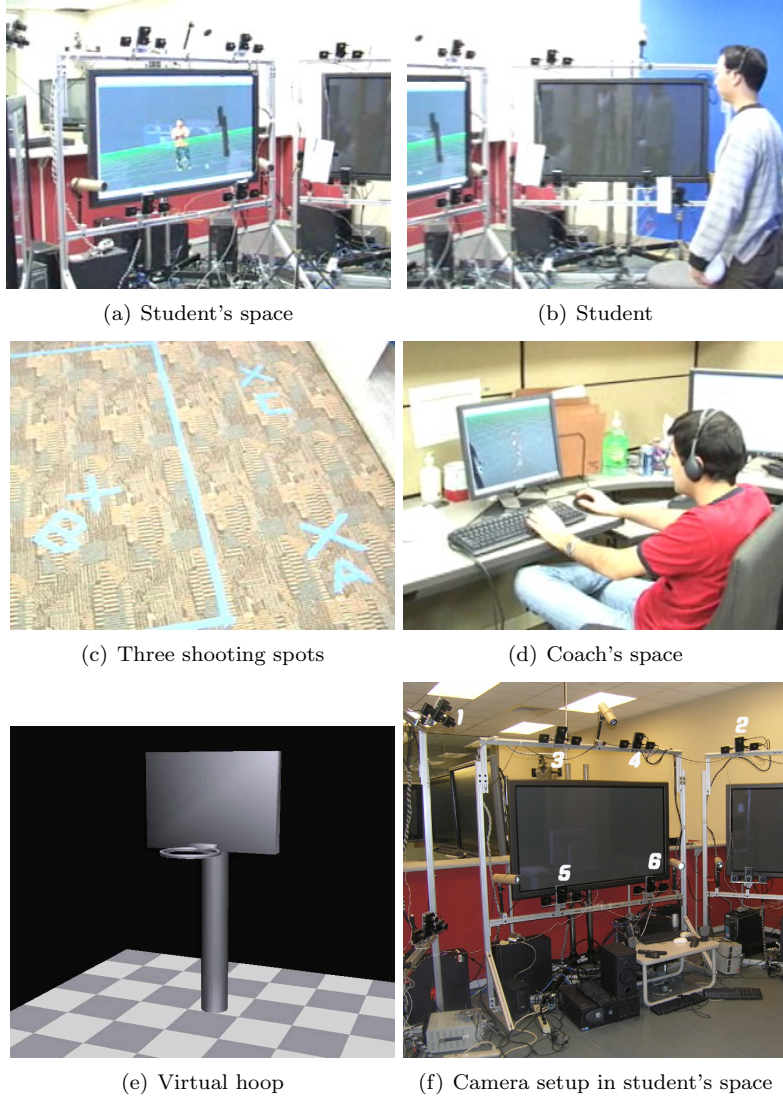 (a) Student's space
(b) Student
X C
X B
X A
(c) Three shooting spots
(d) Coach's space
1
2
3
4
5
6
(e) Virtual hoop
(f) Camera setup in student's space